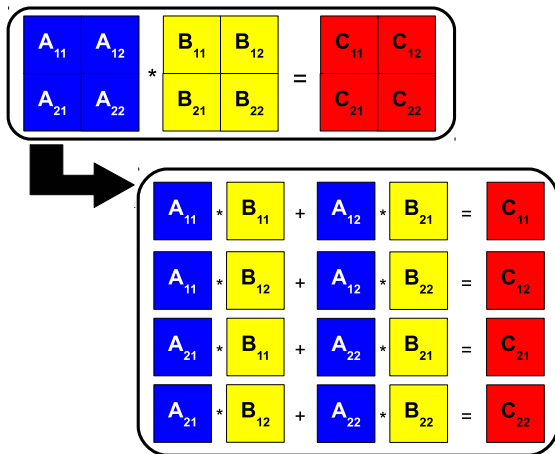 A11 A12 B11 B12 C11 C12
* =
A21 A22 B21 B22 C21 C22
A11 * B11 + A12 * B21 = C11
A11 * B12 + A12 * B22 = C12
A21 * B11 + A22 * B21 = C21
A21 * B12 + A22 * B22 = C22